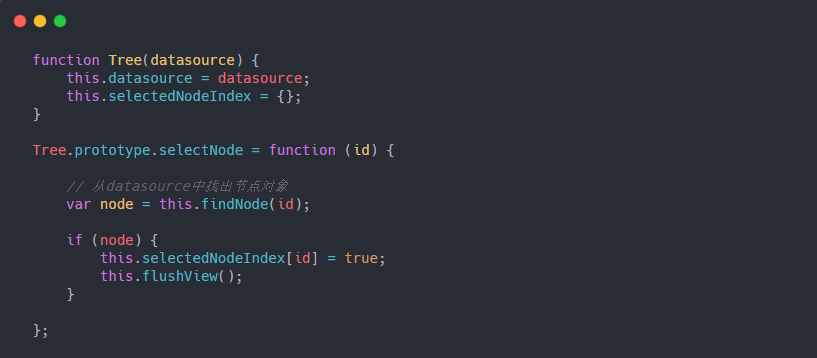 function Tree(datasource) {
    this.datasource = datasource;
    this.selectedNodeIndex = {};
}
Tree.prototype.selectNode = function (id) {
    // 从datasource中找出节点对象
    var node = this.findNode(id);
    if (node) {
        this.selectedNodeIndex[id] = true;
        this.flushView();
    }
};